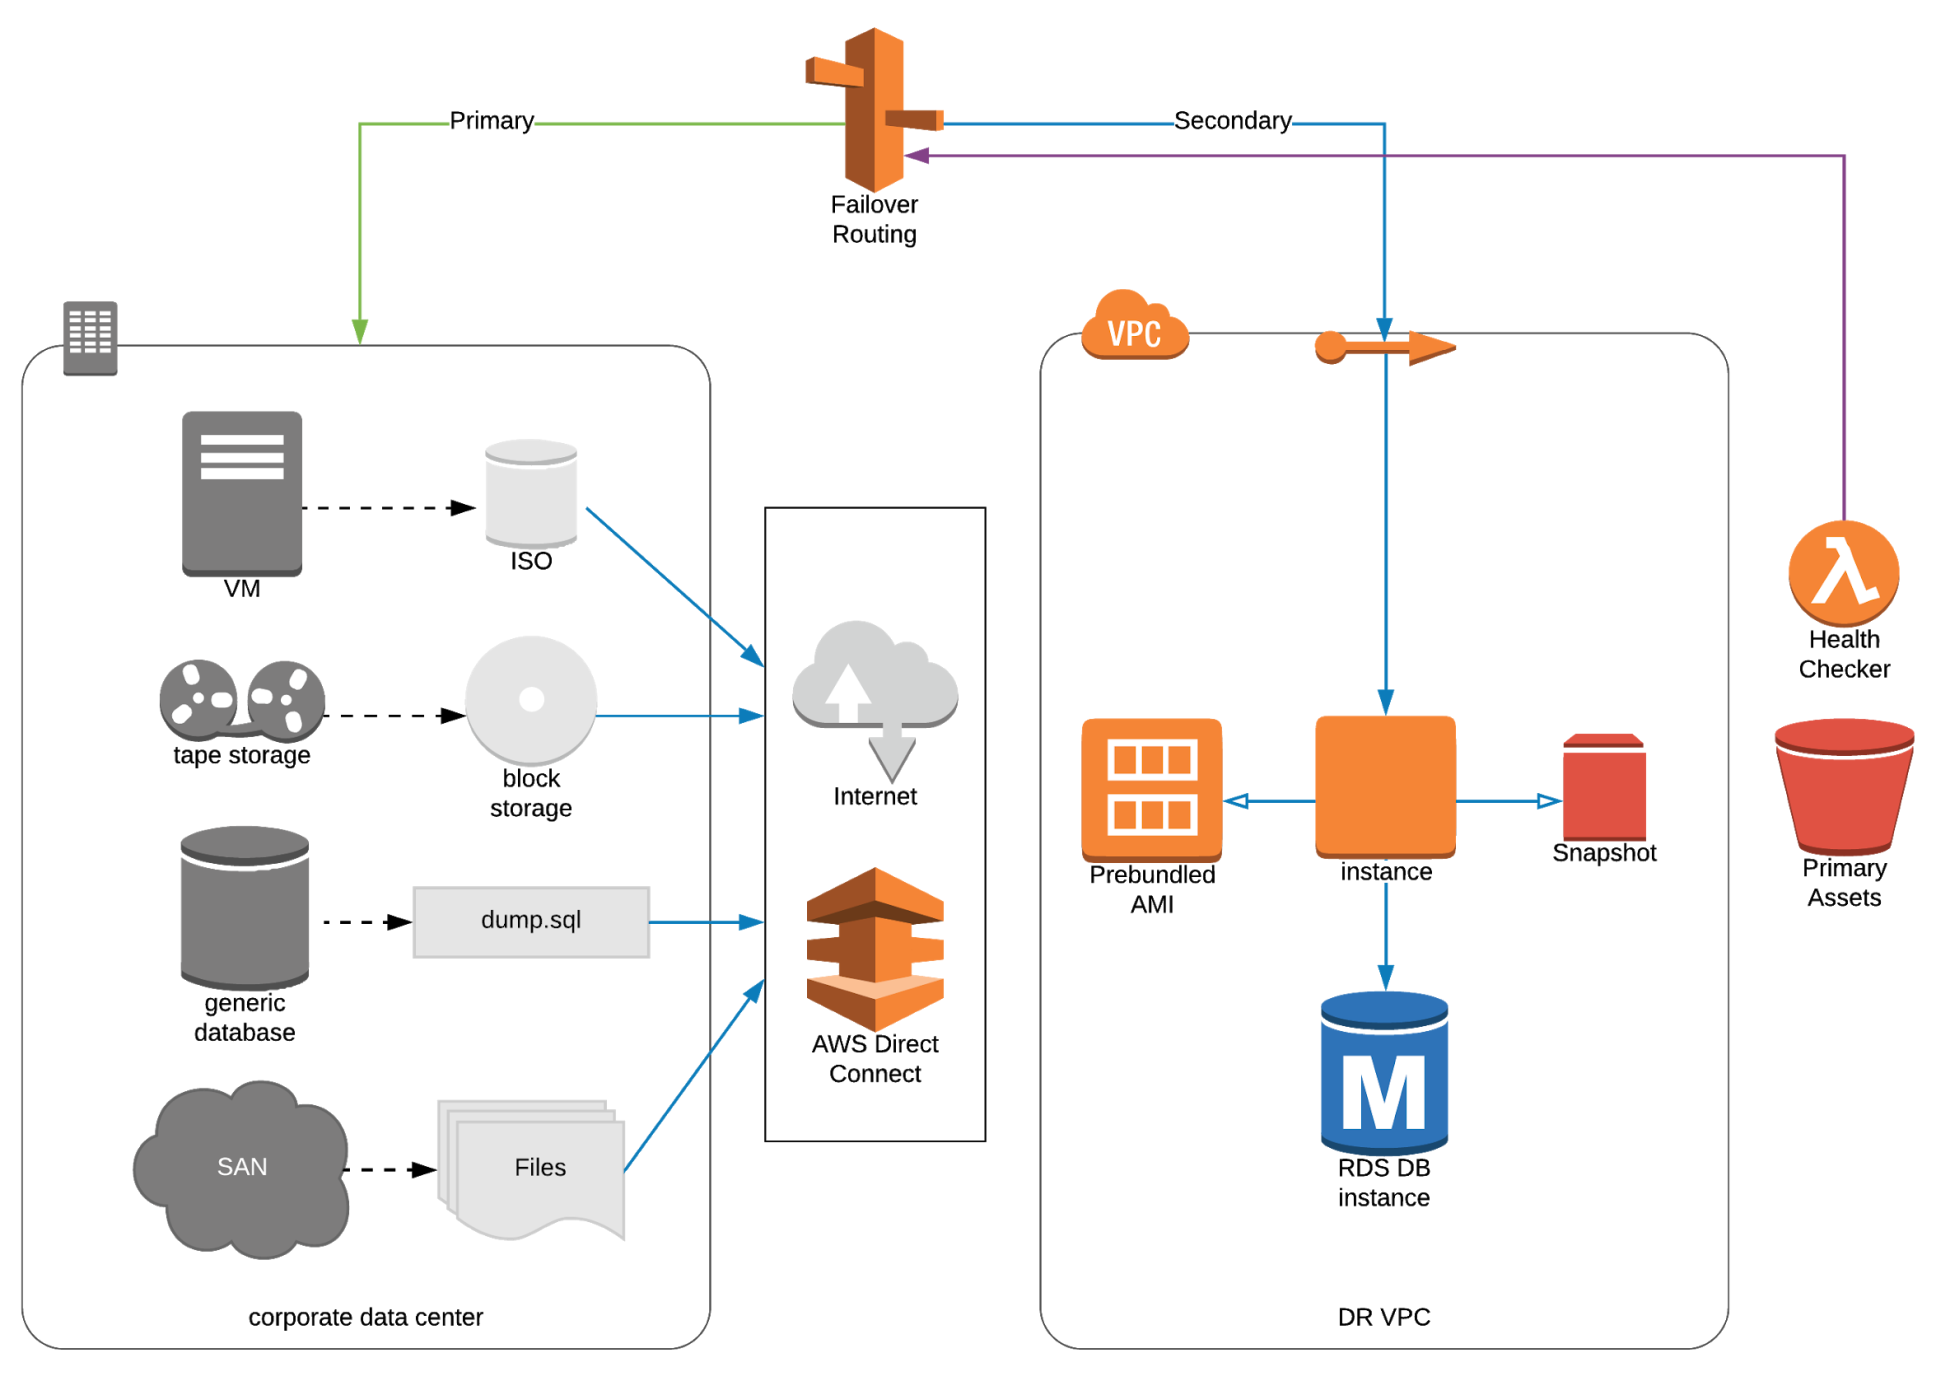 Primary
Secondary
Failover
Routing
VPC
VM
ISO
Health
Checker
tape storage
block
storage
Internet
Prebundled
AMI
instance
Snapshot
Primary
Assets
dump.sql
generic
database
AWS Direct
Connect
SAN
Files
M
RDS DB
instance
corporate data center
DR VPC